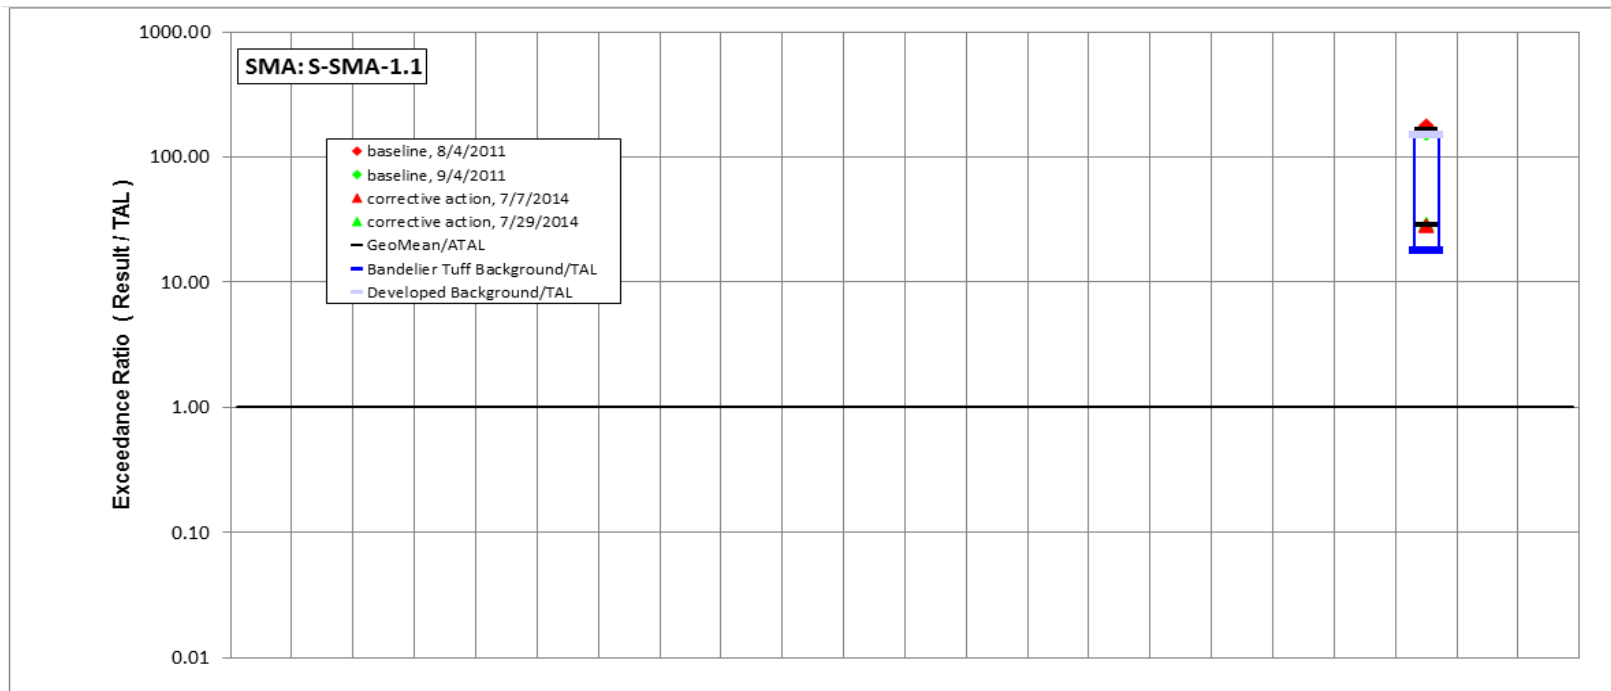 1000.00
SMA: S-SMA-1.1
baseline, 8/4/2011
100.00
baseline, 9/4/2011
corrective action, 7/7/2014
corrective action, 7/29/2014
GeoMean/ATAL
Bandelier Tuff Background/TAL
10.00
Developed Background/TAL
Exceedance Ratio ( Result / TAL )
1.00
0.10
0.01